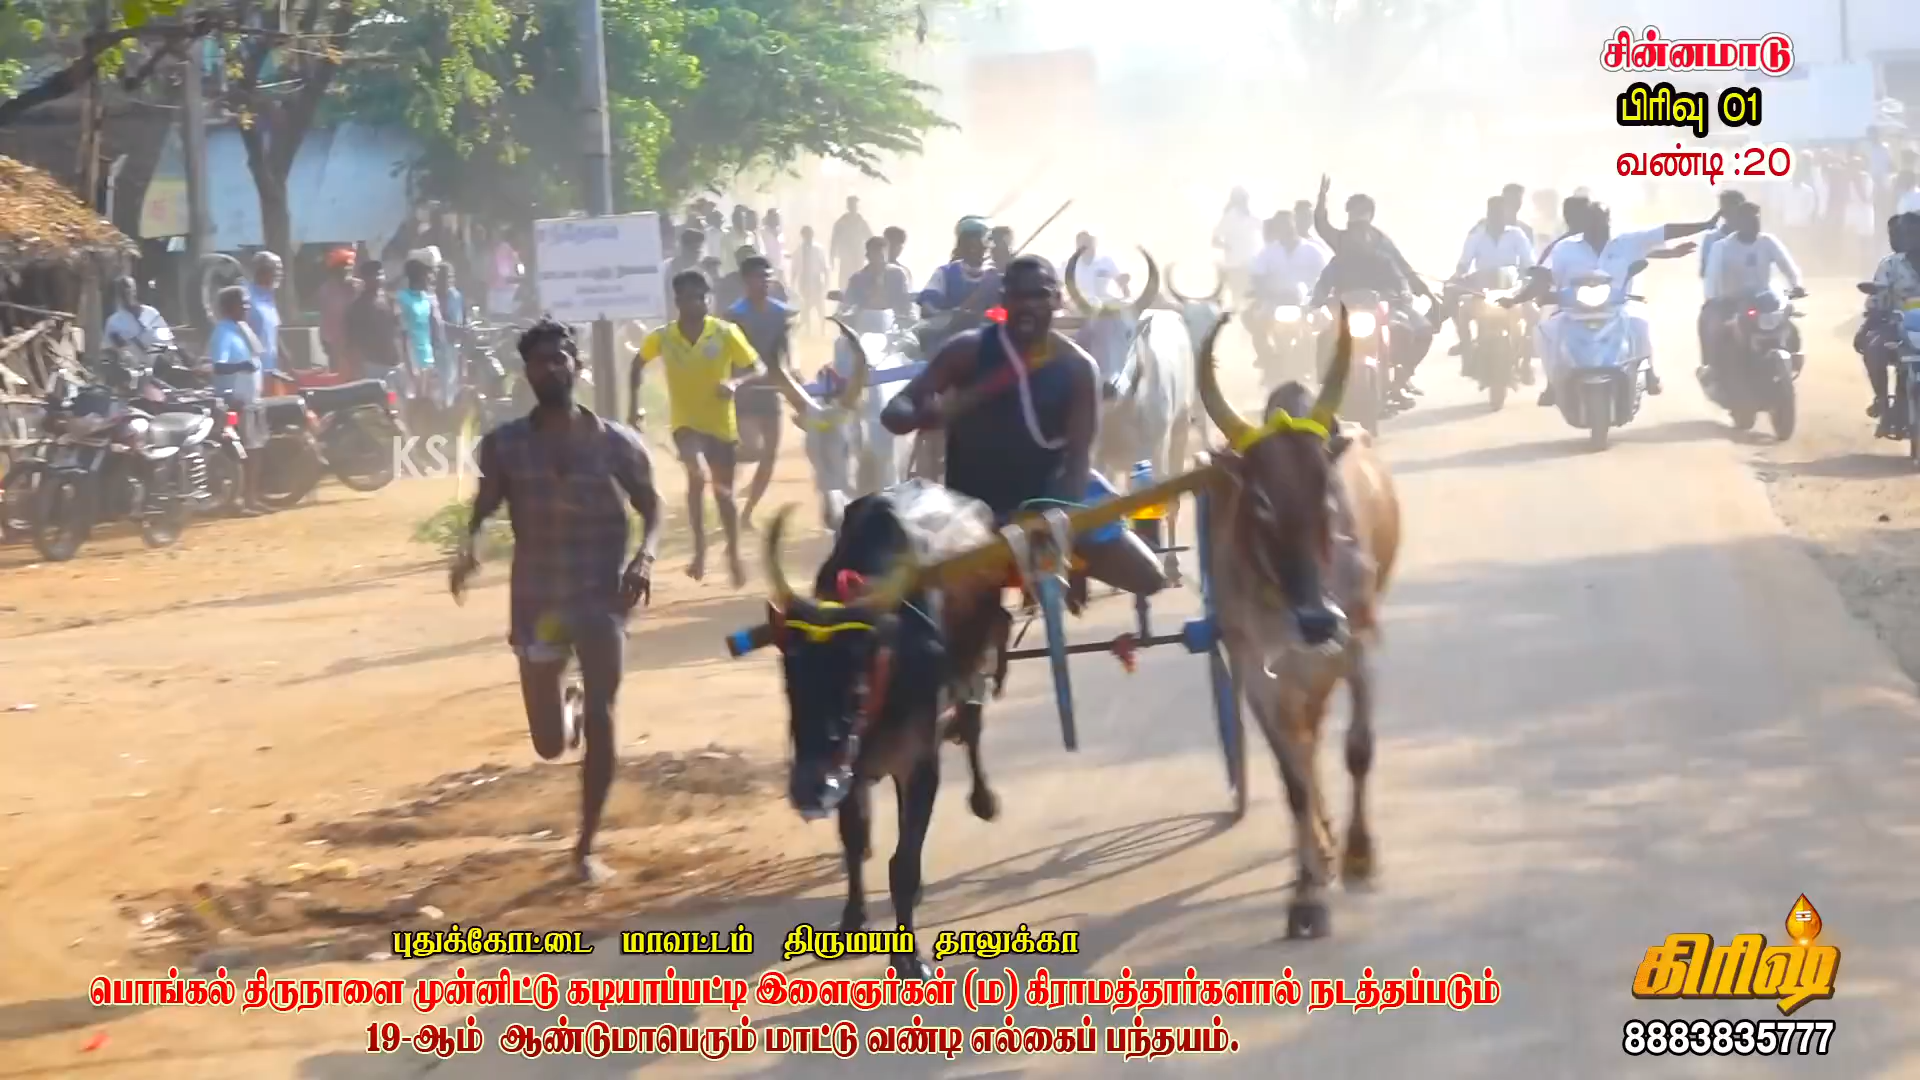 சின்னமாடு
பிரிவு 01
வண்டி :20
KSK
புதுக்கோட்டை மாவட்டம் திருமயம் தாலுக்கா
பொங்கல் திருநாளை முன்னிட்டு கடியாப்பட்டி இளைஞர்கள் (ம) கிராமத்தார்களால் நடத்தப்படும்
19-ஆம் ஆண்டுமாபெரும் மாட்டு வண்டி எல்கைப் பந்தயம்.
கிரிஷ்
8883835777